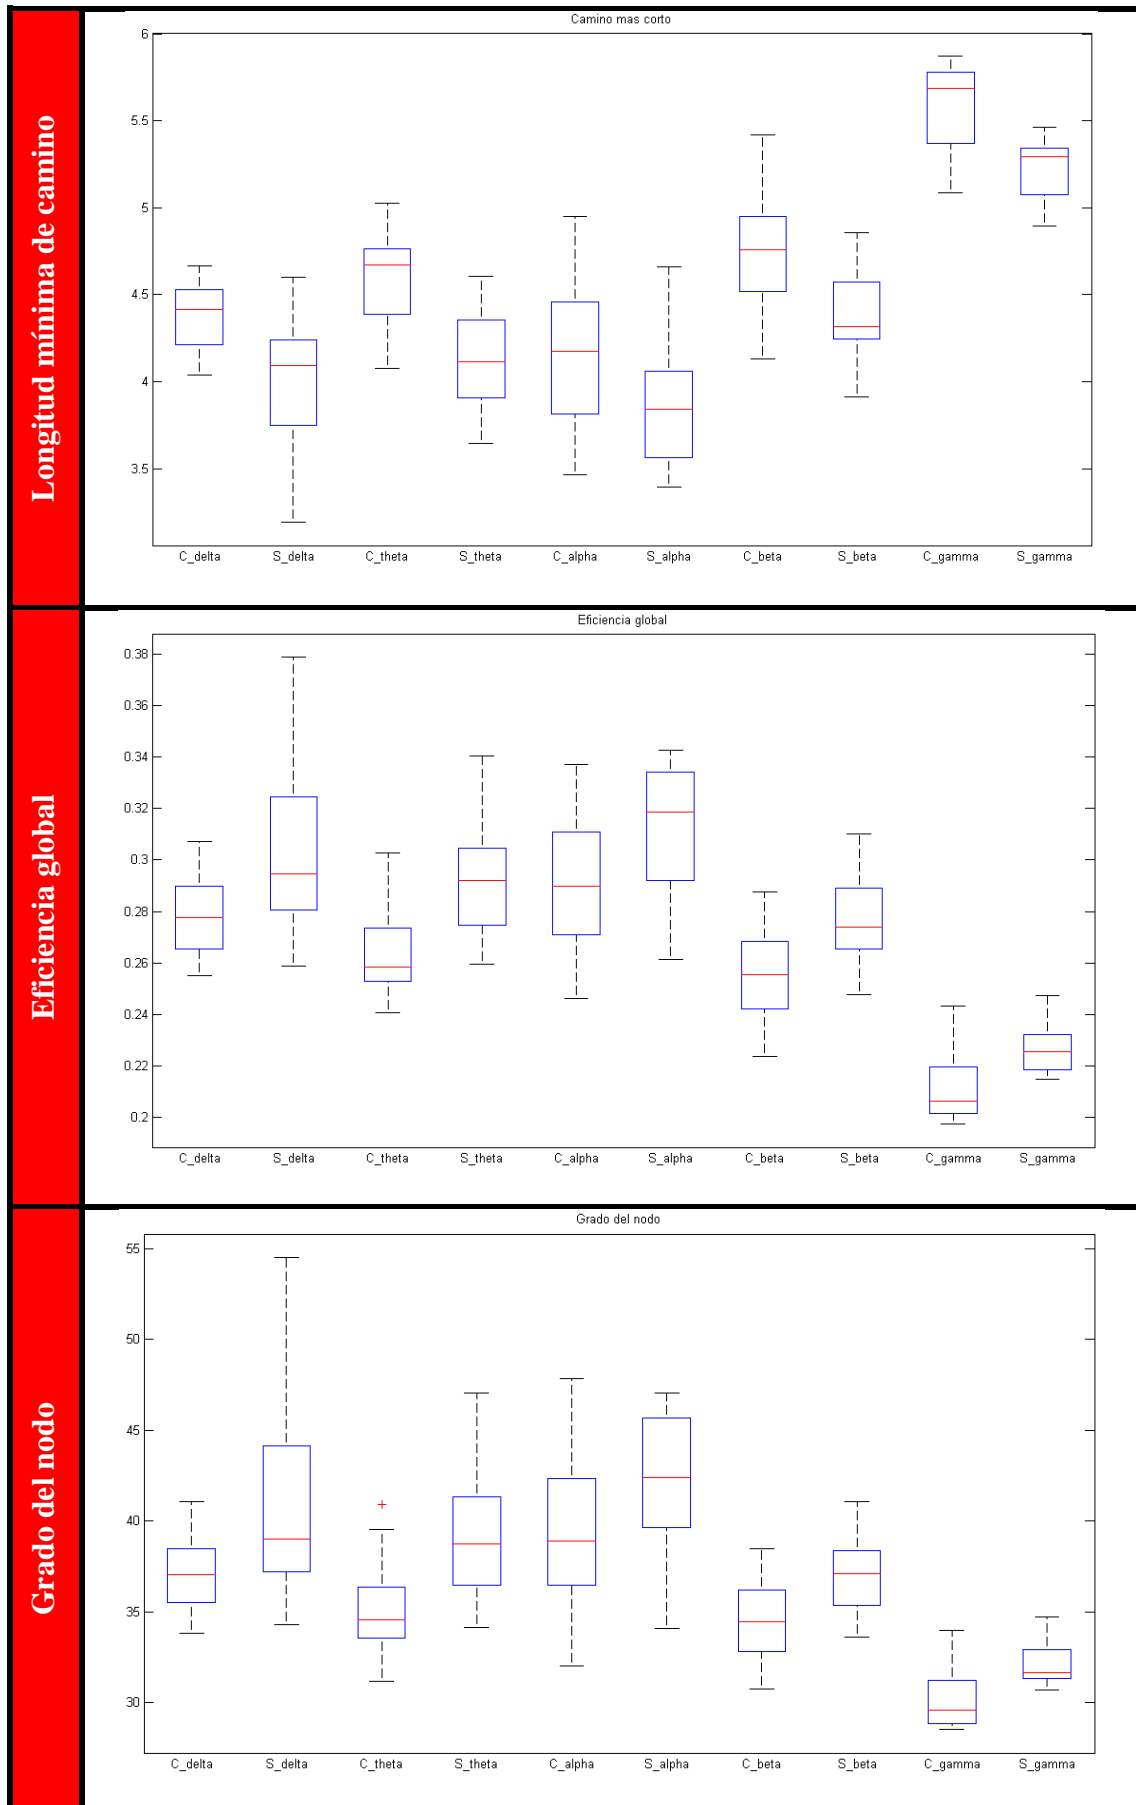 Longitud mínima de camino
Camino mas corto
6
5.5
5
4.5
4
3.5
C_delta S_delta C_theta S_theta C_alpha S_alpha C_beta S_beta C_gamma S_gamma
Eficiencia global
Eficiencia global
0.38
0.36
0.34
0.32
0.3
0.28
0.26
0.24
0.22
0.2
C_delta S_delta C_theta S_theta C_alpha S_alpha C_beta S_beta C_gamma S_gamma
Grado del nodo
Grado del nodo
55
50
45
40
35
30
C_delta S_delta C_theta S_theta C_alpha S_alpha C_beta S_beta C_gamma S_gamma